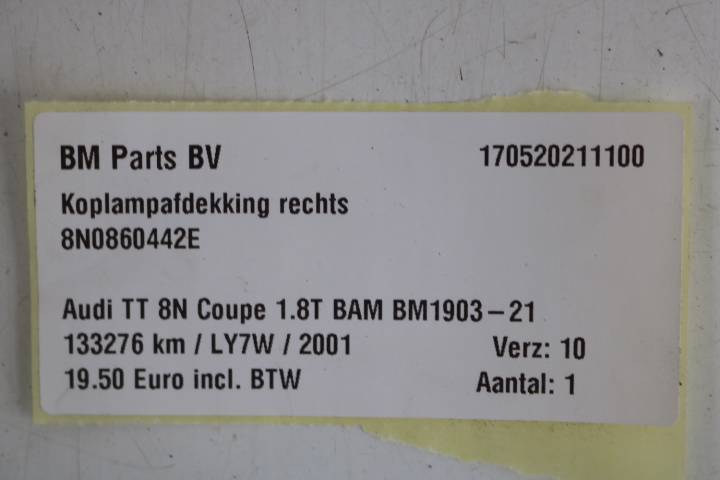 BM Parts BV 170520211100
Koplampafdekking rechts
8N0860442E
Audi TT 8N Coupe 1.8T BAM BM1903-21
133276 km / LY7W / 2001 Verz: 10
19.50 Euro incl. BTW Aantal: 1